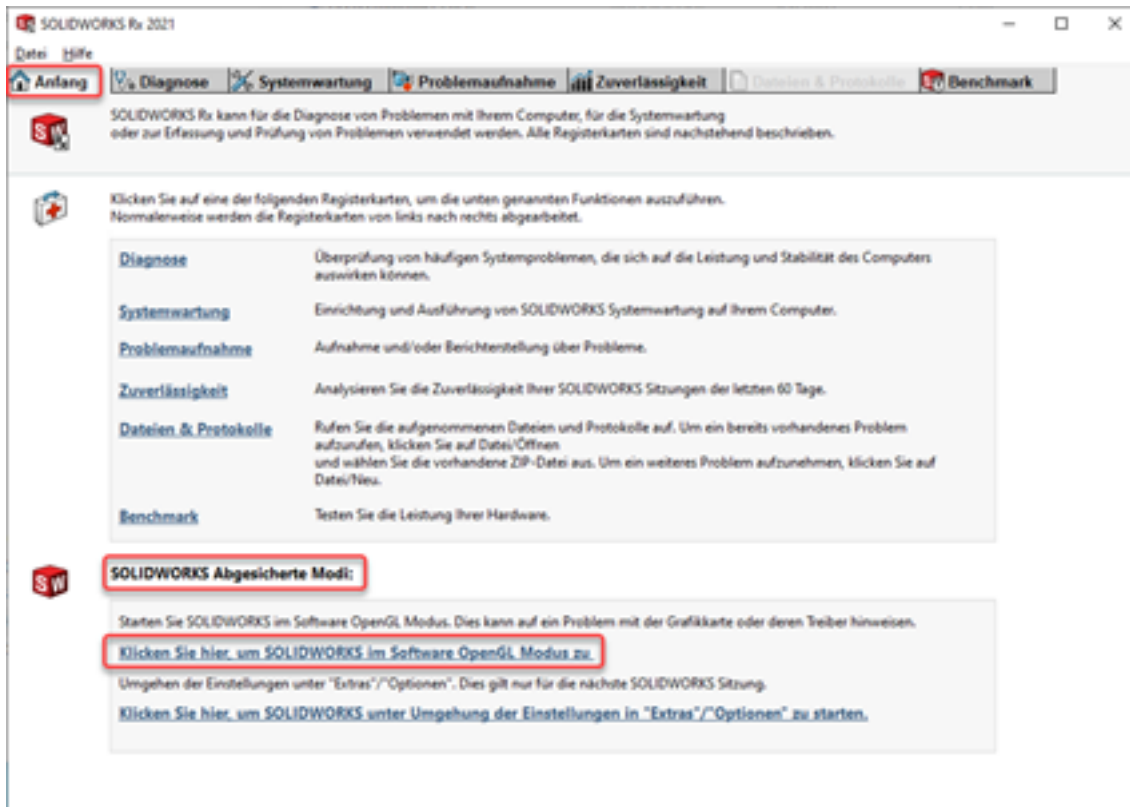 SOLIDWORKS Rx 2021
Datei Hilfe
Anfang Diagnose Systemwartung Problemaufnahme Zuverlässigkeit Dateien & Protokolle Benchmark
SOLIDWORKS Rx kann für die Diagnose von Problemen mit Ihrem Computer, für die Systemwartung
oder zur Erfassung und Prüfung von Problemen verwendet werden. Alle Registerkarten sind nachstehend beschrieben.
Klicken Sie auf eine der folgenden Registerkarten, um die unten genannten Funktionen auszuführen.
Normalerweise werden die Registerkarten von links nach rechts abgearbeitet.
Diagnose Überprüfung von häufigen Systemproblemen, die sich auf die Leistung und Stabilität des Computers
auswirken können.
Systemwartung Einrichtung und Ausführung von SOLIDWORKS Systemwartung auf Ihrem Computer.
Problemaufnahme Aufnahme und/oder Berichterstellung über Probleme.
Zuverlässigkeit Analysieren Sie die Zuverlässigkeit Ihrer SOLIDWORKS Sitzungen der letzten 60 Tage.
Dateien & Protokolle Rufen Sie die aufgenommenen Dateien und Protokolle auf. Um ein bereits vorhandenes Problem
aufzurufen, klicken Sie auf Datei/Öffnen
und wählen Sie die vorhandene ZIP-Datei aus. Um ein weiteres Problem aufzunehmen, klicken Sie auf
Datei/Neu.
Benchmark Testen Sie die Leistung Ihrer Hardware.
SW
SOLIDWORKS Abgesicherte Modi:
Starten Sie SOLIDWORKS im Software OpenGL Modus. Dies kann auf ein Problem mit der Grafikkarte oder deren Treiber hinweisen.
Klicken Sie hier, um SOLIDWORKS im Software OpenGL Modus zu
Umgehen der Einstellungen unter "Extras"/"Optionen". Dies gilt nur für die nächste SOLIDWORKS Sitzung.
Klicken Sie hier, um SOLIDWORKS unter Umgehung der Einstellungen in "Extras"/"Optionen" zu starten.